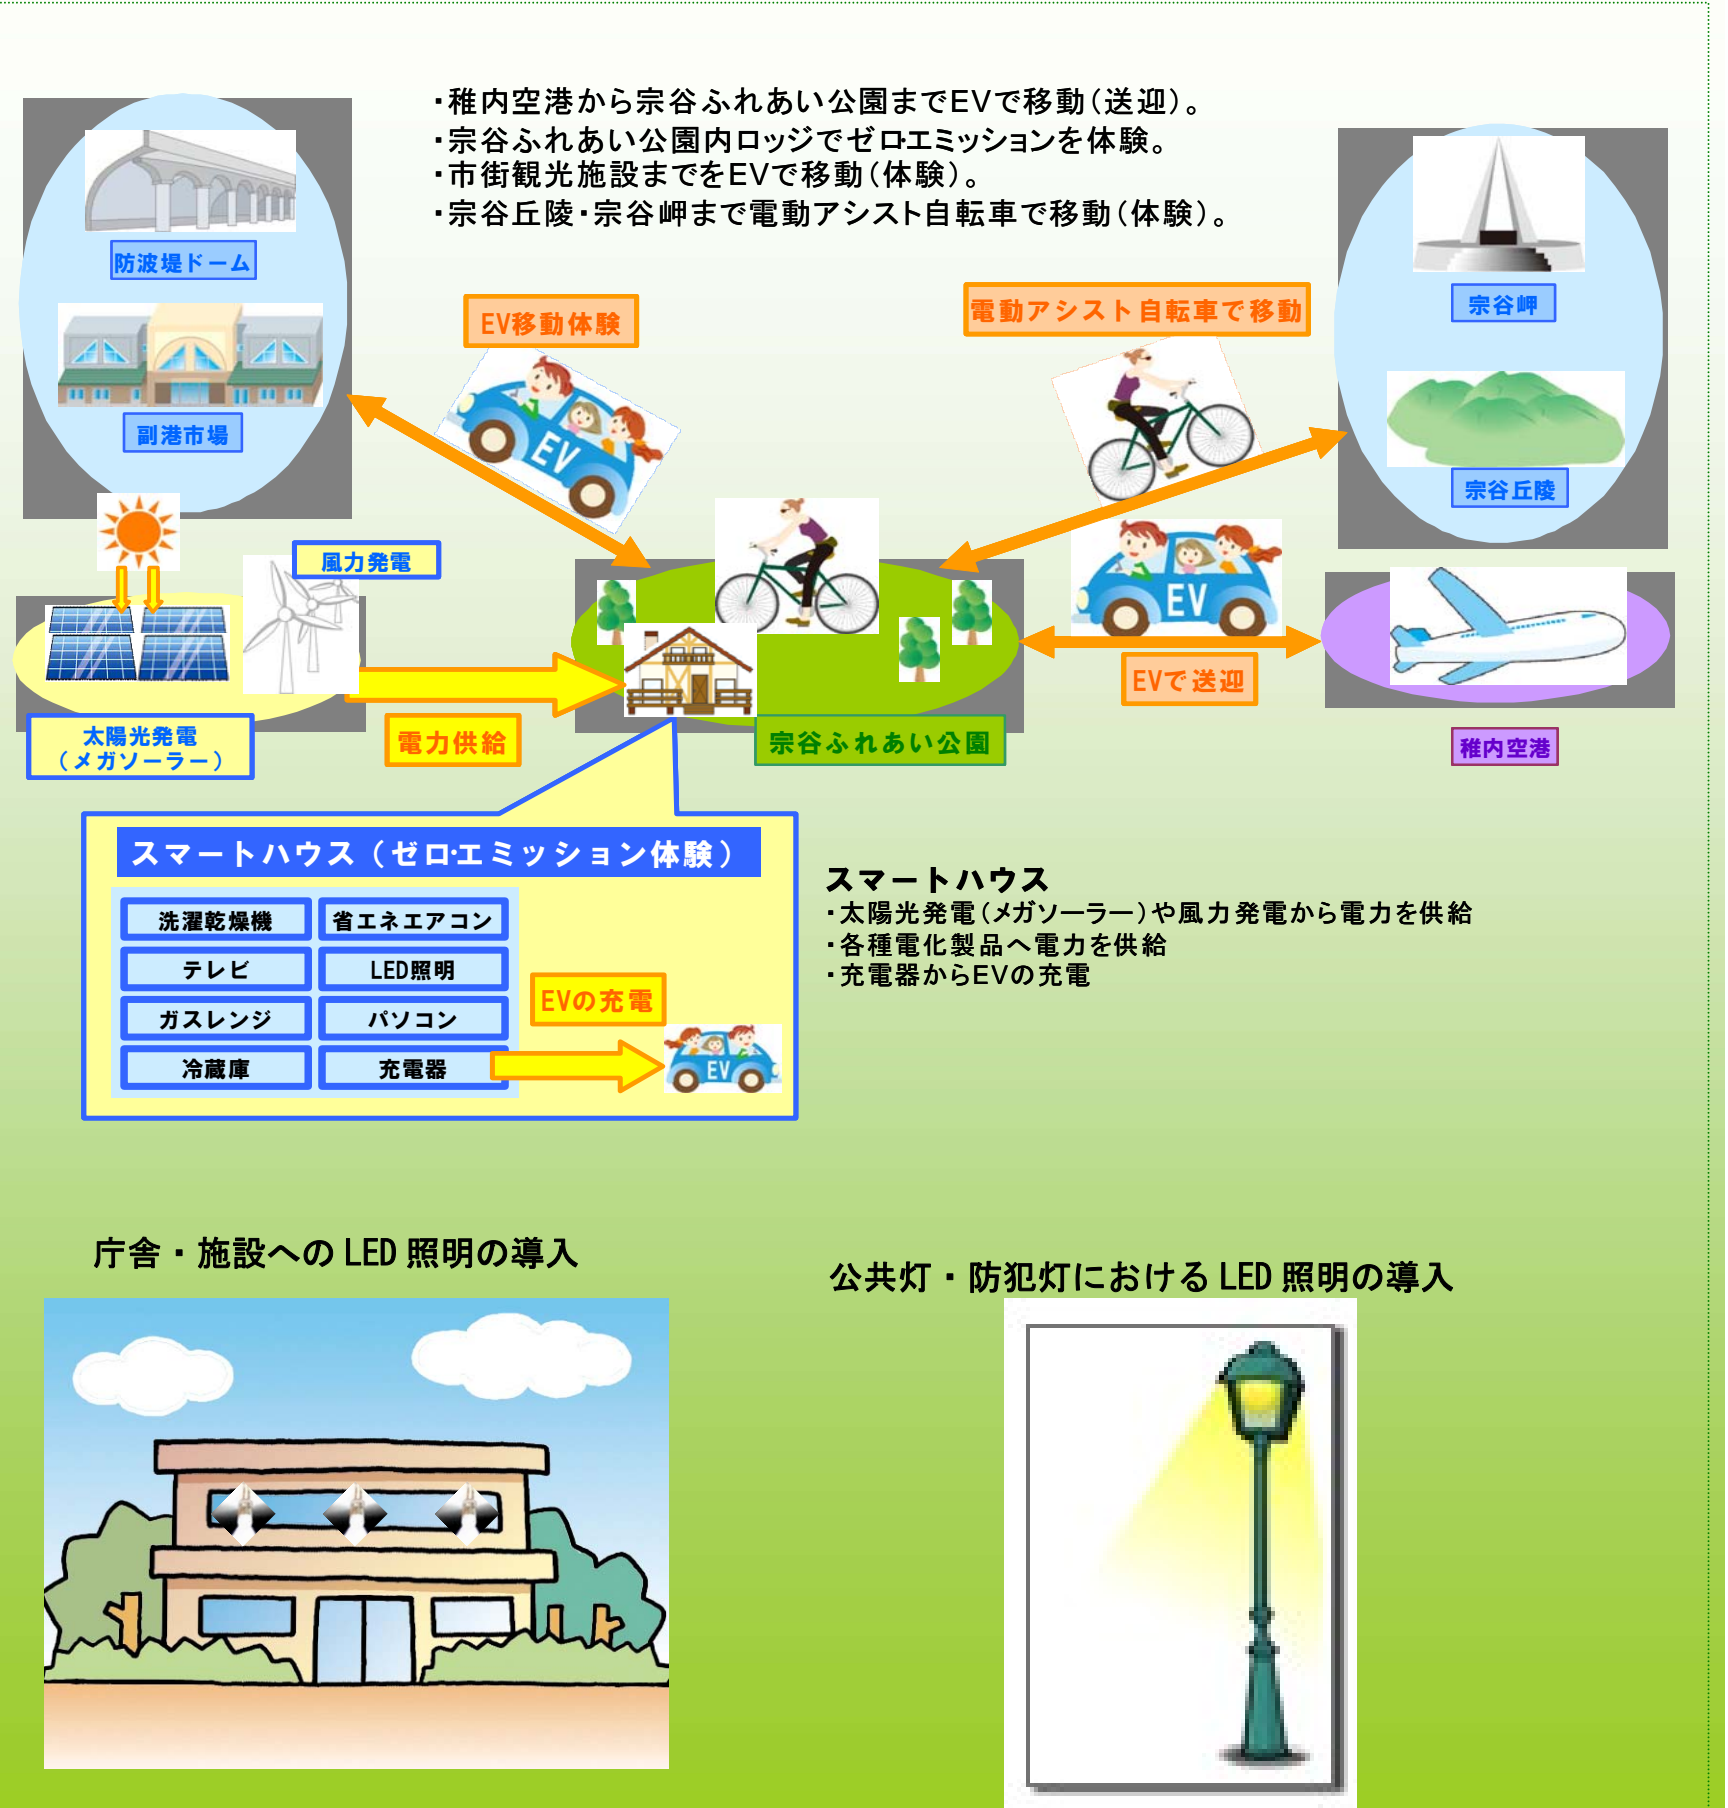 ・稚内空港から宗谷ふれあい公園までEVで移動(送迎)。
・宗谷ふれあい公園内ロッジでゼロエミッションを体験。
・市街観光施設までをEVで移動(体験)。
・宗谷丘陵・宗谷岬まで電動アシスト自転車で移動(体験)。
防波堤ドーム
副港市場
EV移動体験
電動アシスト自転車で移動
宗谷岬
宗谷丘陵
EV
風力発電
EV
EVで送迎
太陽光発電
(メガソーラー)
電力供給
宗谷ふれあい公園
稚内空港
スマートハウス(ゼロ・エミッション体験)
洗濯乾燥機
省エネエアコン
テレビ
LED照明
ガスレンジ
パソコン
冷蔵庫
充電器
EVの充電
EV
スマートハウス
・太陽光発電(メガソーラー)や風力発電から電力を供給
・各種電化製品へ電力を供給
・充電器からEVの充電
庁舎・施設へのLED照明の導入
公共灯・防犯灯におけるLED照明の導入